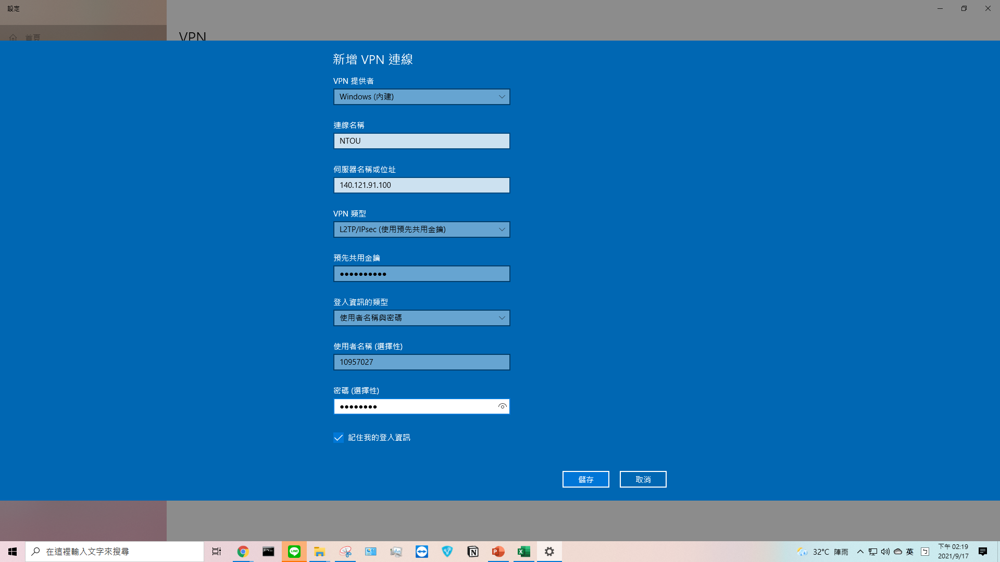 設定
首頁
VPN
新增 VPN 連線
VPN 提供者
Windows (內建)
連線名稱
NTOU
伺服器名稱或位址
140.121.91.100
VPN 類型
L2TP/IPsec (使用預先共用金鑰)
預先共用金鑰
●●●●●●●●●●
登入資訊的類型
使用者名稱與密碼
使用者名稱 (選擇性)
10957027
密碼 (選擇性)
●●●●●●●●
記住我的登入資訊
儲存
取消
在這裡輸入文字來搜尋
LINE
32°C 陣雨
英
下午 02:19
2021/9/17